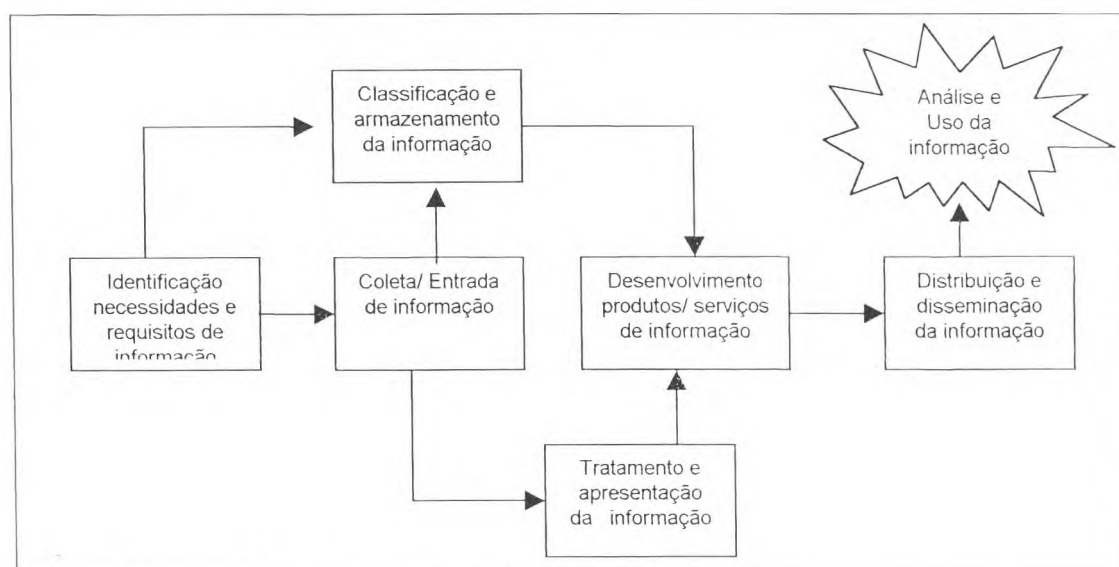 Classificação e
armazenamento
da informação
Análise e
Uso da
informação
Identificação
necessidades e
requisitos de
informação
Coleta/ Entrada
de informação
Desenvolvimento
produtos/ serviços
de informação
Distribuição e
disseminação
da informação
Tratamento e
apresentação
da informação